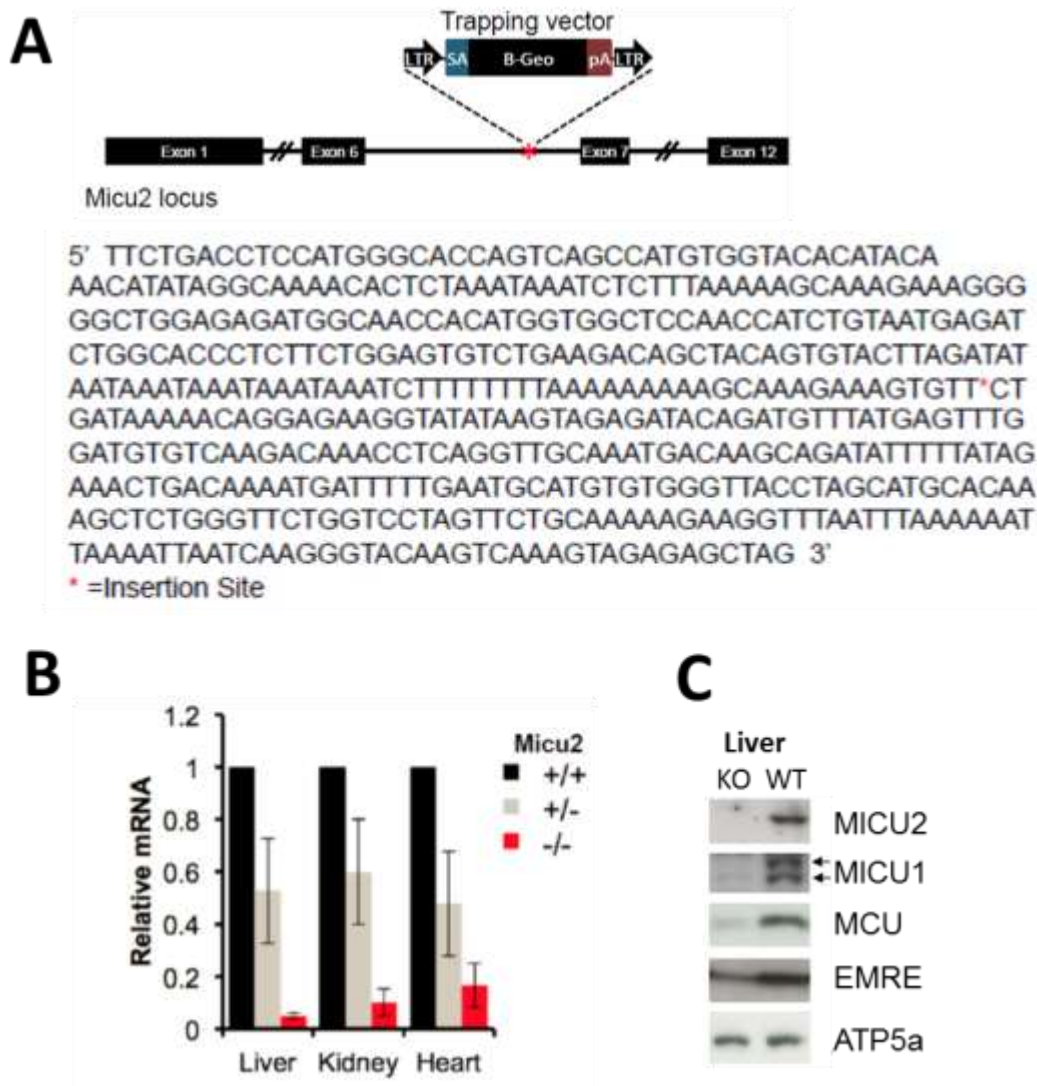 A
Trapping vector
LTR SA B-Geo pA LTR
Exon 1 Exon 6 Exon 7 Exon 12
Micu2 locus
5' TTCTGACCTCCATGGGCACCAGTCAGCCATGTGGTACACATACA
AACATATAGGCAAAACACTCTAAATAAATCTCTTTAAAAAGCAAAGAAAGGG
GGCTGGAGAGATGGCAACCACATGGTGGCTCCAACCATCTGTAATGAGAT
CTGGCACCCTCTTCTGGAGTGTCTGAAGACAGCTACAGTGTACTTAGATAT
AATAAATAAATAAATAAATCTTTTTTTTTAAAAAAAAAGCAAAGAAAGTGTT*CT
GATAAAAACAGGAGAAGGTATATAAGTAGAGATACAGATGTTTATGAGTTTG
GATGTGTCAAGACAAACCTCAGGTTGCAAATGACAAGCAGATATTTTTATAG
AAACTGACAAAATGATTTTTGAATGCATGTGTGGGTTACCTAGCATGCACAA
AGCTCTGGGTTCTGGTCCTAGTTCTGCAAAAAGAAGGTTTAATTTAAAAAAT
TAAAATTAATCAAGGGTACAAGTCAAAGTAGAGAGCTAG 3'
* =Insertion Site
B
Relative mRNA
1.2
1
0.8
0.6
0.4
0.2
0
Liver Kidney Heart
Micu2
+/+
+/-
-/-
C
Liver
KO WT
MICU2
MICU1
MCU
EMRE
ATP5a